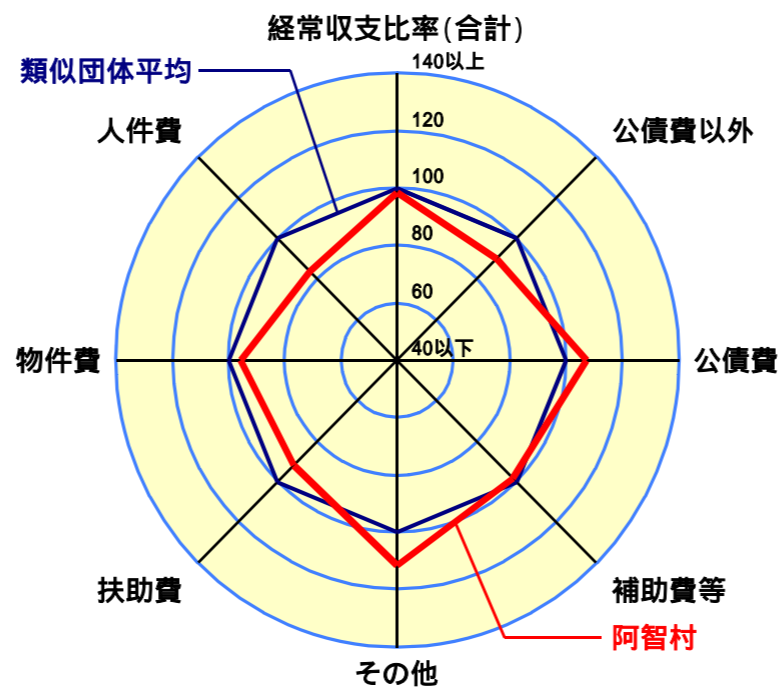 経常収支比率(合計)
類似団体平均
140以上
人件費
120
公債費以外
100
80
60
物件費
40以下
公債費
扶助費
補助費等
阿智村
その他